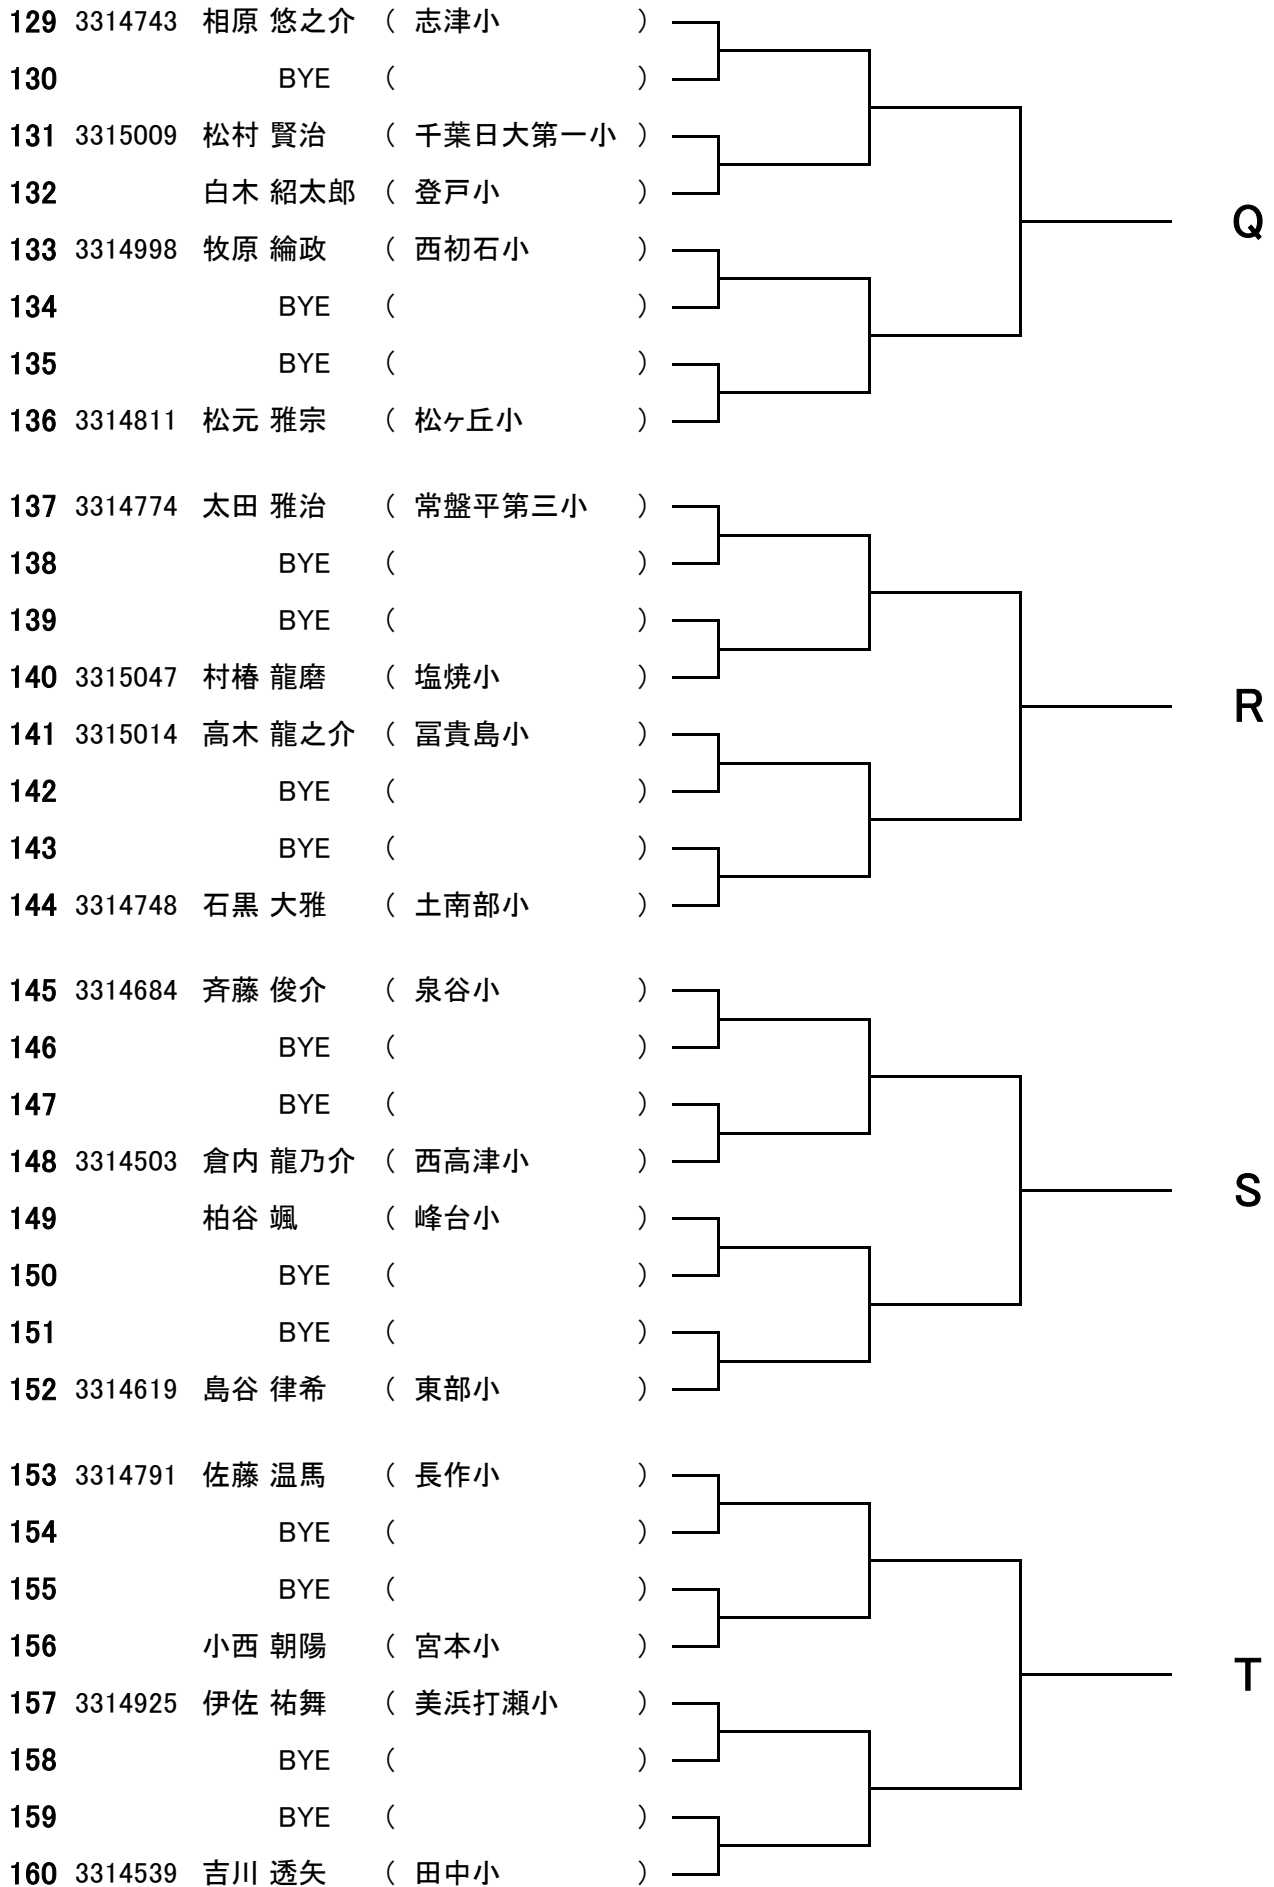 129 3314743 相原 悠之介 ( 志津小 )
130 BYE ( )
131 3315009 松村 賢治 ( 千葉日大第一小 )
132 白木 紹太郎 ( 登戸小 )
Q
133 3314998 牧原 綸政 ( 西初石小 )
134 BYE ( )
135 BYE ( )
136 3314811 松元 雅宗 ( 松ヶ丘小 )
137 3314774 太田 雅治 ( 常盤平第三小 )
138 BYE ( )
139 BYE ( )
140 3315047 村椿 龍磨 ( 塩焼小 )
R
141 3315014 高木 龍之介 ( 冨貴島小 )
142 BYE ( )
143 BYE ( )
144 3314748 石黒 大雅 ( 土南部小 )
145 3314684 斉藤 俊介 ( 泉谷小 )
146 BYE ( )
147 BYE ( )
148 3314503 倉内 龍乃介 ( 西高津小 )
S
149 柏谷 颯 ( 峰台小 )
150 BYE ( )
151 BYE ( )
152 3314619 島谷 律希 ( 東部小 )
153 3314791 佐藤 温馬 ( 長作小 )
154 BYE ( )
155 BYE ( )
156 小西 朝陽 ( 宮本小 )
T
157 3314925 伊佐 祐舞 ( 美浜打瀬小 )
158 BYE ( )
159 BYE ( )
160 3314539 吉川 透矢 ( 田中小 )